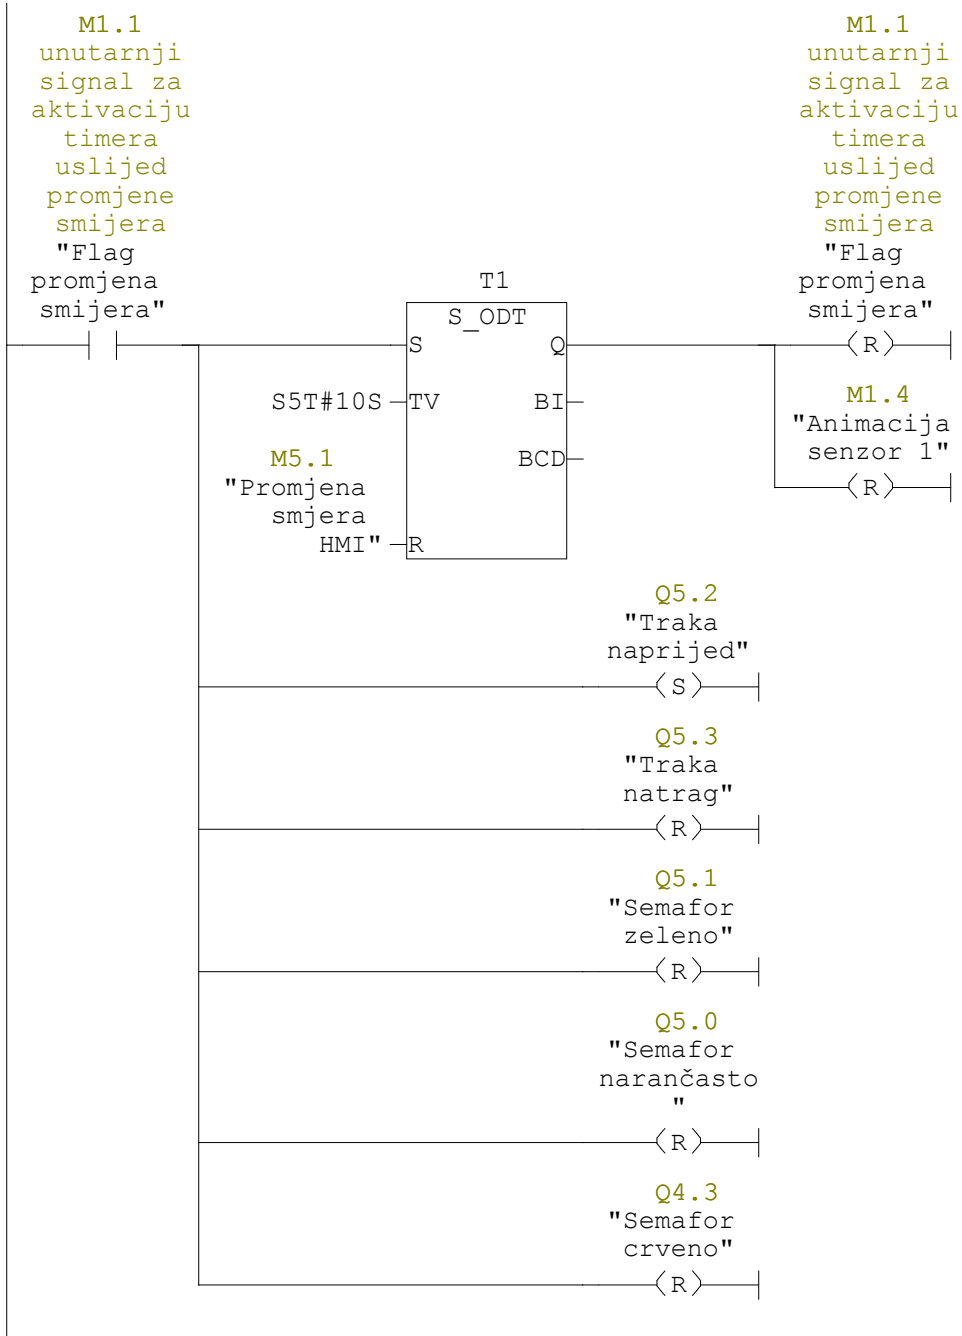 M1.1
unutarnji
signal za
aktivaciju
timera
uslijed
promjene
smijera
"Flag
promjena
smijera"
M1.1
unutarnji
signal za
aktivaciju
timera
uslijed
promjene
smijera
"Flag
promjena
smijera"
T1
S_ODT
S
Q
(R)
S5T#10S
TV
BI
M1.4
"Animacija
senzor 1"
(R)
M5.1
"Promjena
smjera
HMI"
BCD
R
Q5.2
"Traka
naprijed"
(S)
Q5.3
"Traka
natrag"
(R)
Q5.1
"Semafor
zeleno"
(R)
Q5.0
"Semafor
narančasto
"
(R)
Q4.3
"Semafor
crveno"
(R)